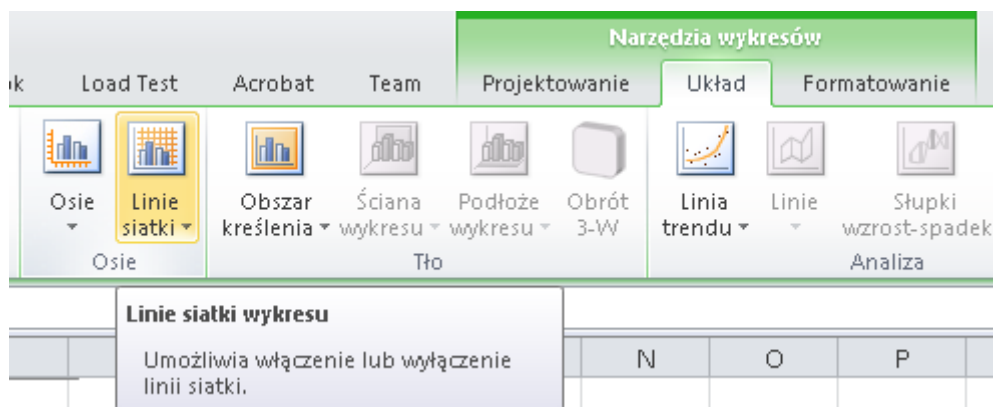 Narzędzia wykresów
ok Load Test Acrobat Team Projektowanie Układ Formatowanie
Osie Linie siatki Obszar kreślenia Ściana wykresu Podłoże wykresu Obrót 3-W Linia trendu Linie Słupki wzrost-spadek
Osie Tło Analiza
Linie siatki wykresu
Umożliwia włączenie lub wyłączenie
linii siatki.
N O P